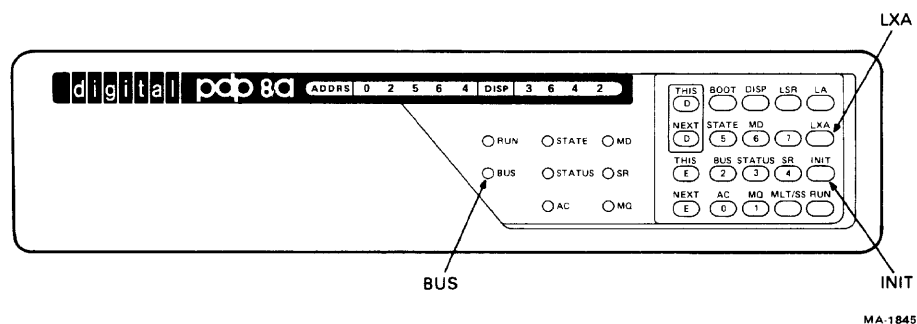 LXA
digital pdp 8a ADDRS 0 2 5 6 4 DISP 3 6 4 2
THIS BOOT DISP LSR LA
D
NEXT STATE MD LXA
D 5 6 7
THIS BUS STATUS SR INIT
E 2 3 4
NEXT AC MQ MLT/SS RUN
E 0 1
RUN STATE MD
BUS STATUS SR
AC MQ
BUS
INIT
MA-1845